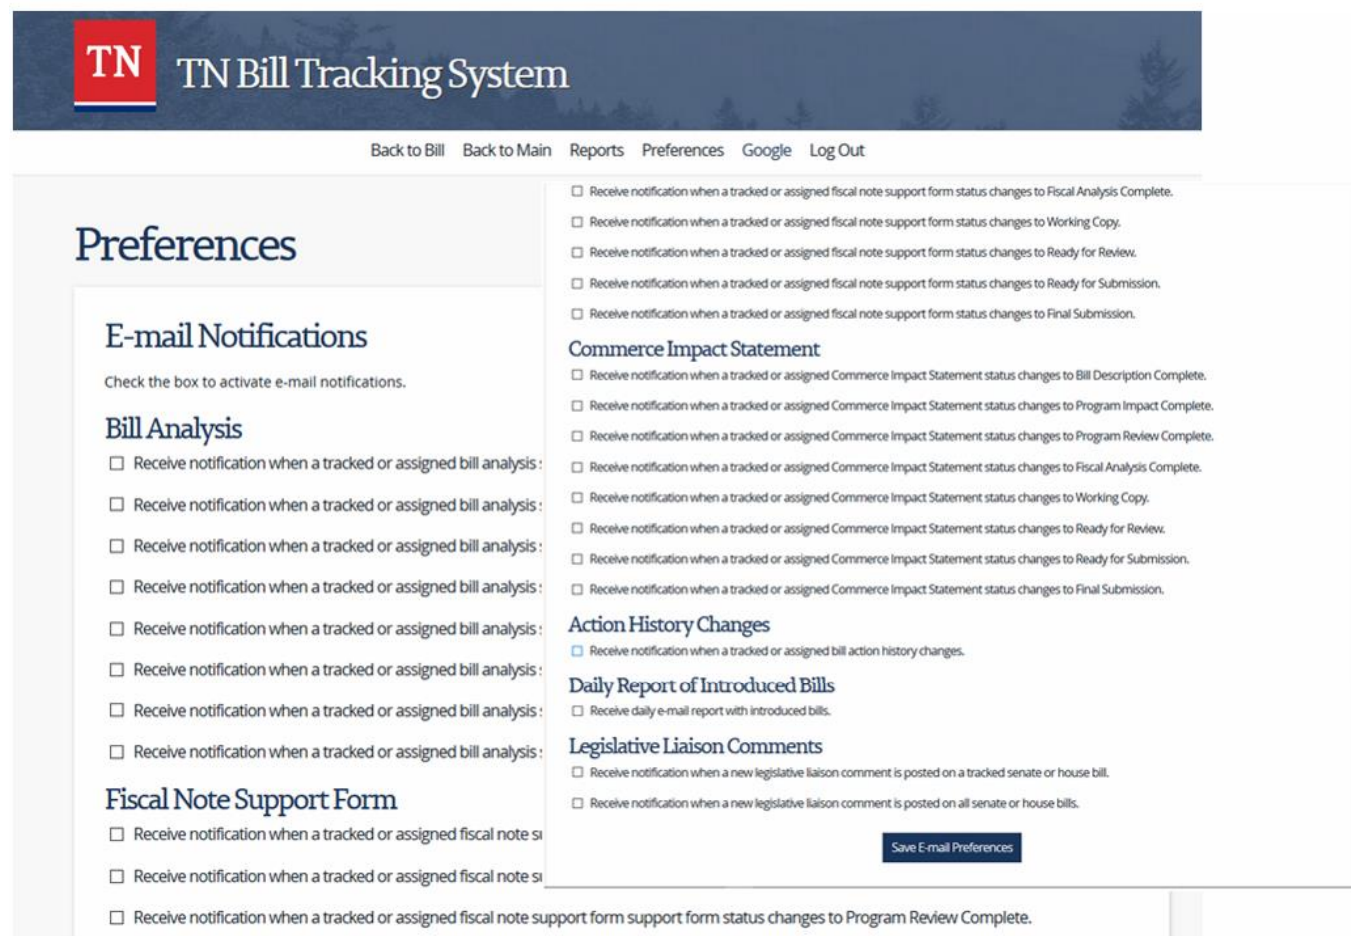 TN
TN Bill Tracking System
Back to Bill Back to Main Reports Preferences Google Log Out
Preferences
E-mail Notifications
Check the box to activate e-mail notifications.
Bill Analysis
Receive notification when a tracked or assigned bill analysis
Receive notification when a tracked or assigned bill analysis
Receive notification when a tracked or assigned bill analysis
Receive notification when a tracked or assigned bill analysis
Receive notification when a tracked or assigned bill analysis
Receive notification when a tracked or assigned bill analysis
Receive notification when a tracked or assigned bill analysis
Receive notification when a tracked or assigned bill analysis
Fiscal Note Support Form
Receive notification when a tracked or assigned fiscal note
Receive notification when a tracked or assigned fiscal note
Receive notification when a tracked or assigned fiscal note support form support form status changes to Program Review Complete.
Receive notification when a tracked or assigned fiscal note support form status changes to Fiscal Analysis Complete.
Receive notification when a tracked or assigned fiscal note support form status changes to Working Copy.
Receive notification when a tracked or assigned fiscal note support form status changes to Ready for Review.
Receive notification when a tracked or assigned fiscal note support form status changes to Ready for Submission.
Receive notification when a tracked or assigned fiscal note support form status changes to Final Submission.
Commerce Impact Statement
Receive notification when a tracked or assigned Commerce Impact Statement status changes to Bill Description Complete.
Receive notification when a tracked or assigned Commerce Impact Statement status changes to Program Impact Complete.
Receive notification when a tracked or assigned Commerce Impact Statement status changes to Program Review Complete.
Receive notification when a tracked or assigned Commerce Impact Statement status changes to Fiscal Analysis Complete.
Receive notification when a tracked or assigned Commerce Impact Statement status changes to Working Copy.
Receive notification when a tracked or assigned Commerce Impact Statement status changes to Ready for Review.
Receive notification when a tracked or assigned Commerce Impact Statement status changes to Ready for Submission.
Receive notification when a tracked or assigned Commerce Impact Statement status changes to Final Submission.
Action History Changes
Receive notification when a tracked or assigned bill action history changes.
Daily Report of Introduced Bills
Receive daily e-mail report with introduced bills.
Legislative Liaison Comments
Receive notification when a new legislative liaison comment is posted on a tracked senate or house bill.
Receive notification when a new legislative liaison comment is posted on all senate or house bills.
Save E-mail Preferences